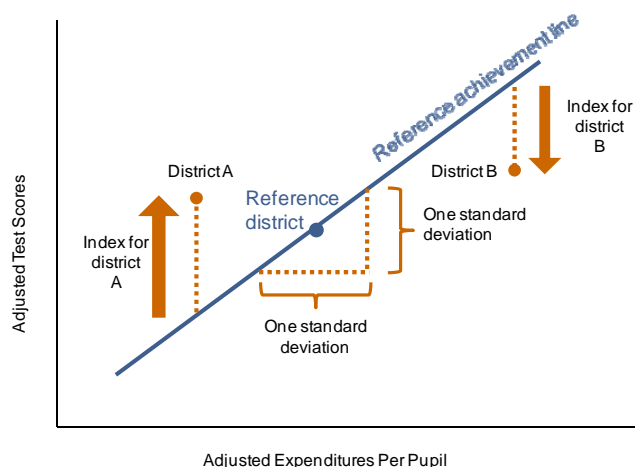 Reference achievement line
Index for
district
B
District A
District B
Reference
district
One standard
deviation
Index for
district
A
One standard
deviation
Adjusted Test Scores
Adjusted Expenditures Per Pupil